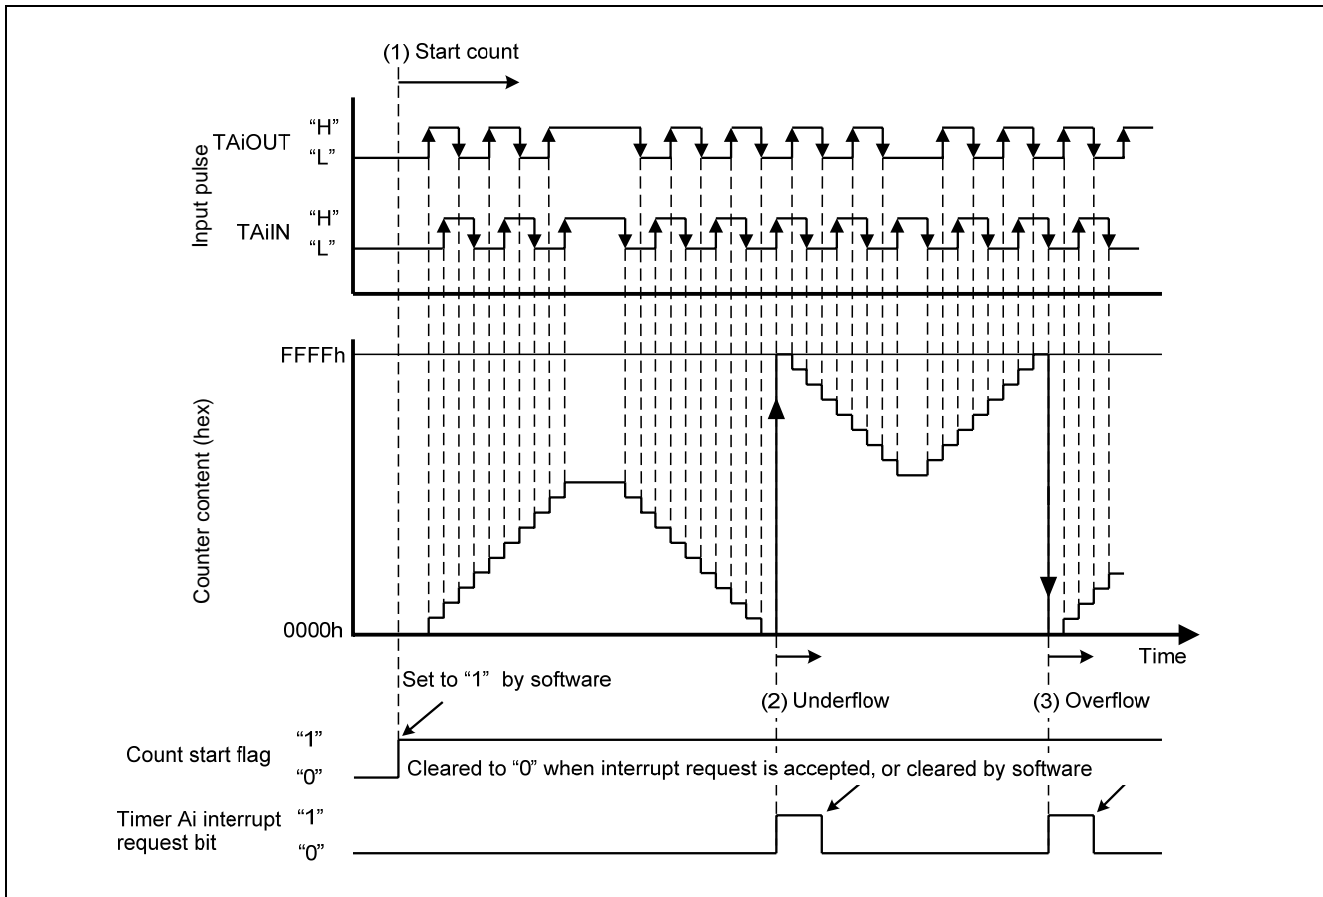 (1) Start count
Input pulse
TAiOUT
“H”
“L”
TAiIN
“H”
“L”
Counter content (hex)
FFFFh
0000h
Time
Set to “1” by software
(2) Underflow
(3) Overflow
Count start flag
“1”
“0”
Cleared to “0” when interrupt request is accepted, or cleared by software
Timer Ai interrupt
request bit
“1”
“0”